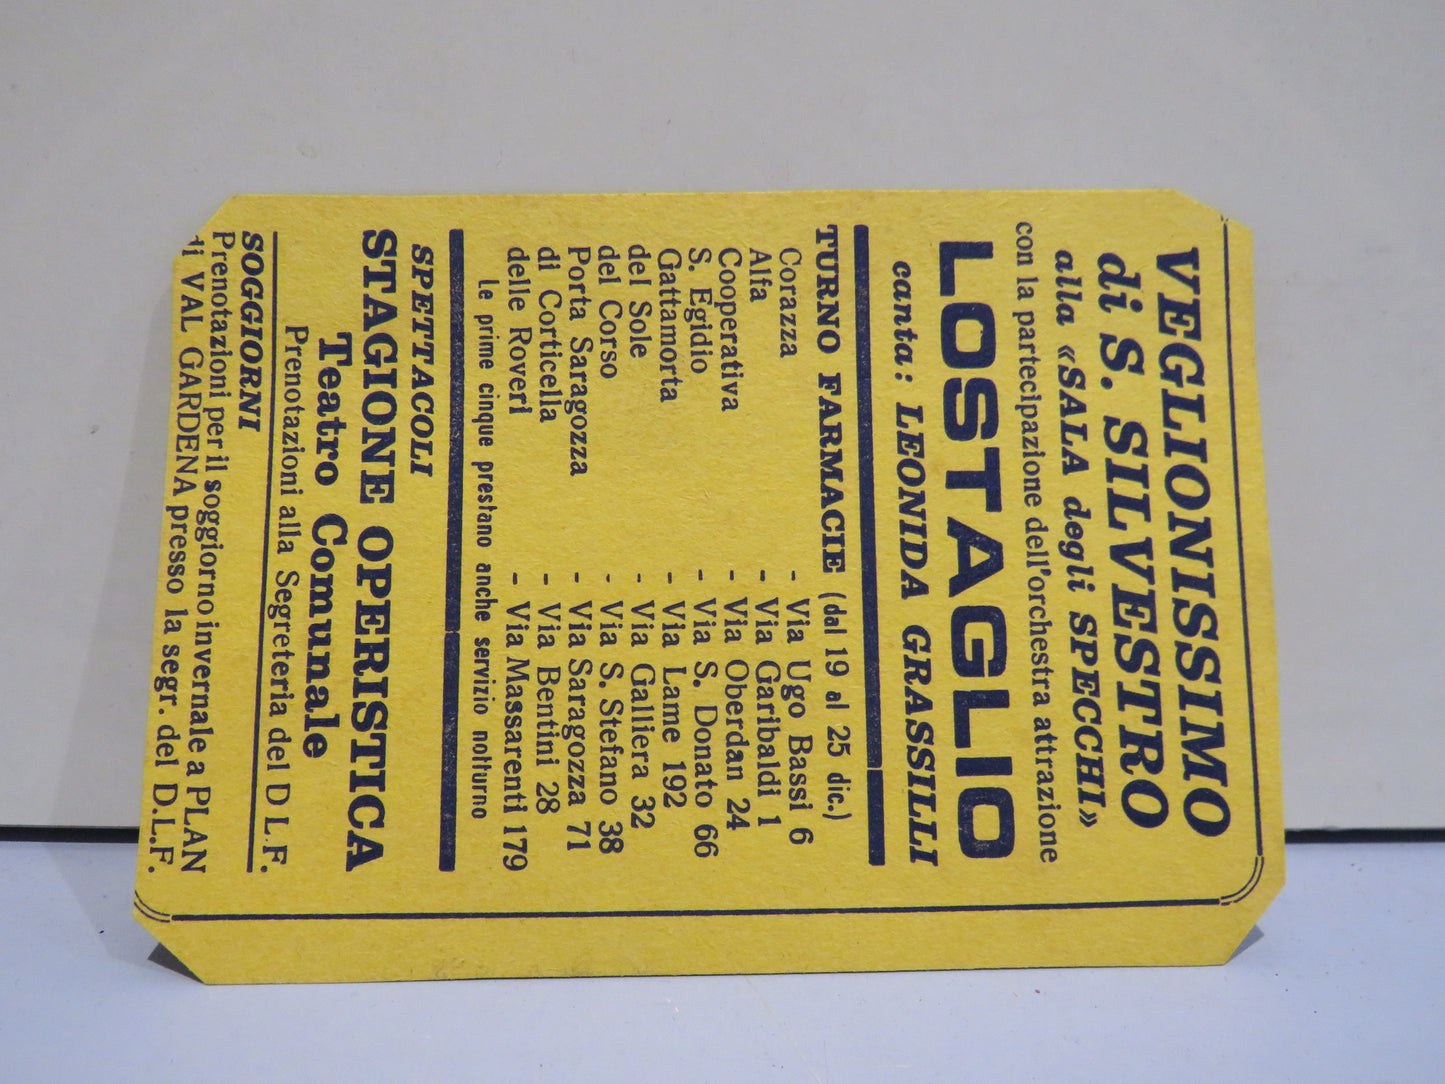 VEGLIONISSIMO
di S. SILVESTRO
alla «SALA degli SPECCHI»
con la partecipazione dell'orchestra attrazione
LOSTAGLIO
canta: LEONIDA GRASSILLI
TURNO FARMACIE (dal 19 al 25 dic.)
Corazza - Via Ugo Bassi 6
Alfa - Via Garibaldi 1
Cooperativa - Via Oberdan 24
S. Egidio - Via S. Donato 66
Gattamorta - Via Lame 192
del Sole - Via Galliera 32
del Corso - Via S. Stefano 38
Porta Saragozza - Via Saragozza 71
di Corticella - Via Bentini 28
delle Roveri - Via Massarenti 179
Le prime cinque prestano anche servizio notturno
SPETTACOLI
STAGIONE OPERISTICA
Teatro Comunale
Prenotazioni alla Segreteria del D L.F.
SOGGIORNI
Prenotazioni per il soggiorno invernale a PLAN
di VAL GARDENA presso la segr. del D.L.F.